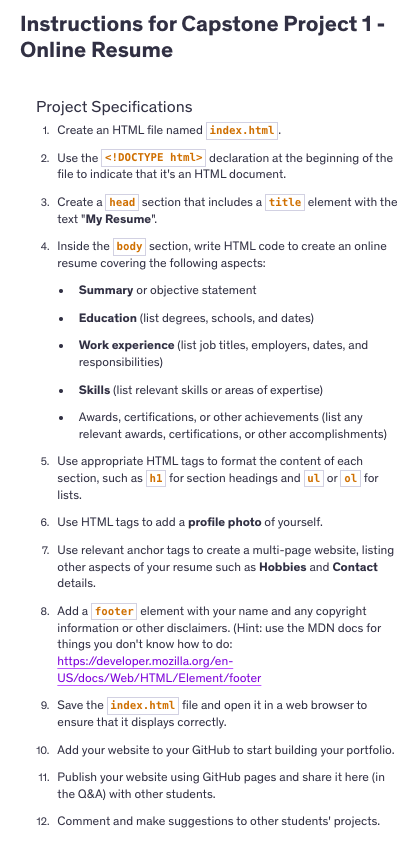 Instructions for Capstone Project 1 -
Online Resume
Project Specifications
1. Create an HTML file named index.html.
2. Use the <!DOCTYPE html> declaration at the beginning of the
file to indicate that it's an HTML document.
3. Create a head section that includes a title element with the
text "My Resume".
4. Inside the body section, write HTML code to create an online
resume covering the following aspects:
• Summary or objective statement
• Education (list degrees, schools, and dates)
• Work experience (list job titles, employers, dates, and
responsibilities)
• Skills (list relevant skills or areas of expertise)
• Awards, certifications, or other achievements (list any
relevant awards, certifications, or other accomplishments)
5. Use appropriate HTML tags to format the content of each
section, such as h1 for section headings and ul or ol for
lists.
6. Use HTML tags to add a profile photo of yourself.
7. Use relevant anchor tags to create a multi-page website, listing
other aspects of your resume such as Hobbies and Contact
details.
8. Add a footer element with your name and any copyright
information or other disclaimers. (Hint: use the MDN docs for
things you don't know how to do:
https://developer.mozilla.org/en-
US/docs/Web/HTML/Element/footer
9. Save the index.html file and open it in a web browser to
ensure that it displays correctly.
10. Add your website to your GitHub to start building your portfolio.
11. Publish your website using GitHub pages and share it here (in
the Q&A) with other students.
12. Comment and make suggestions to other students' projects.